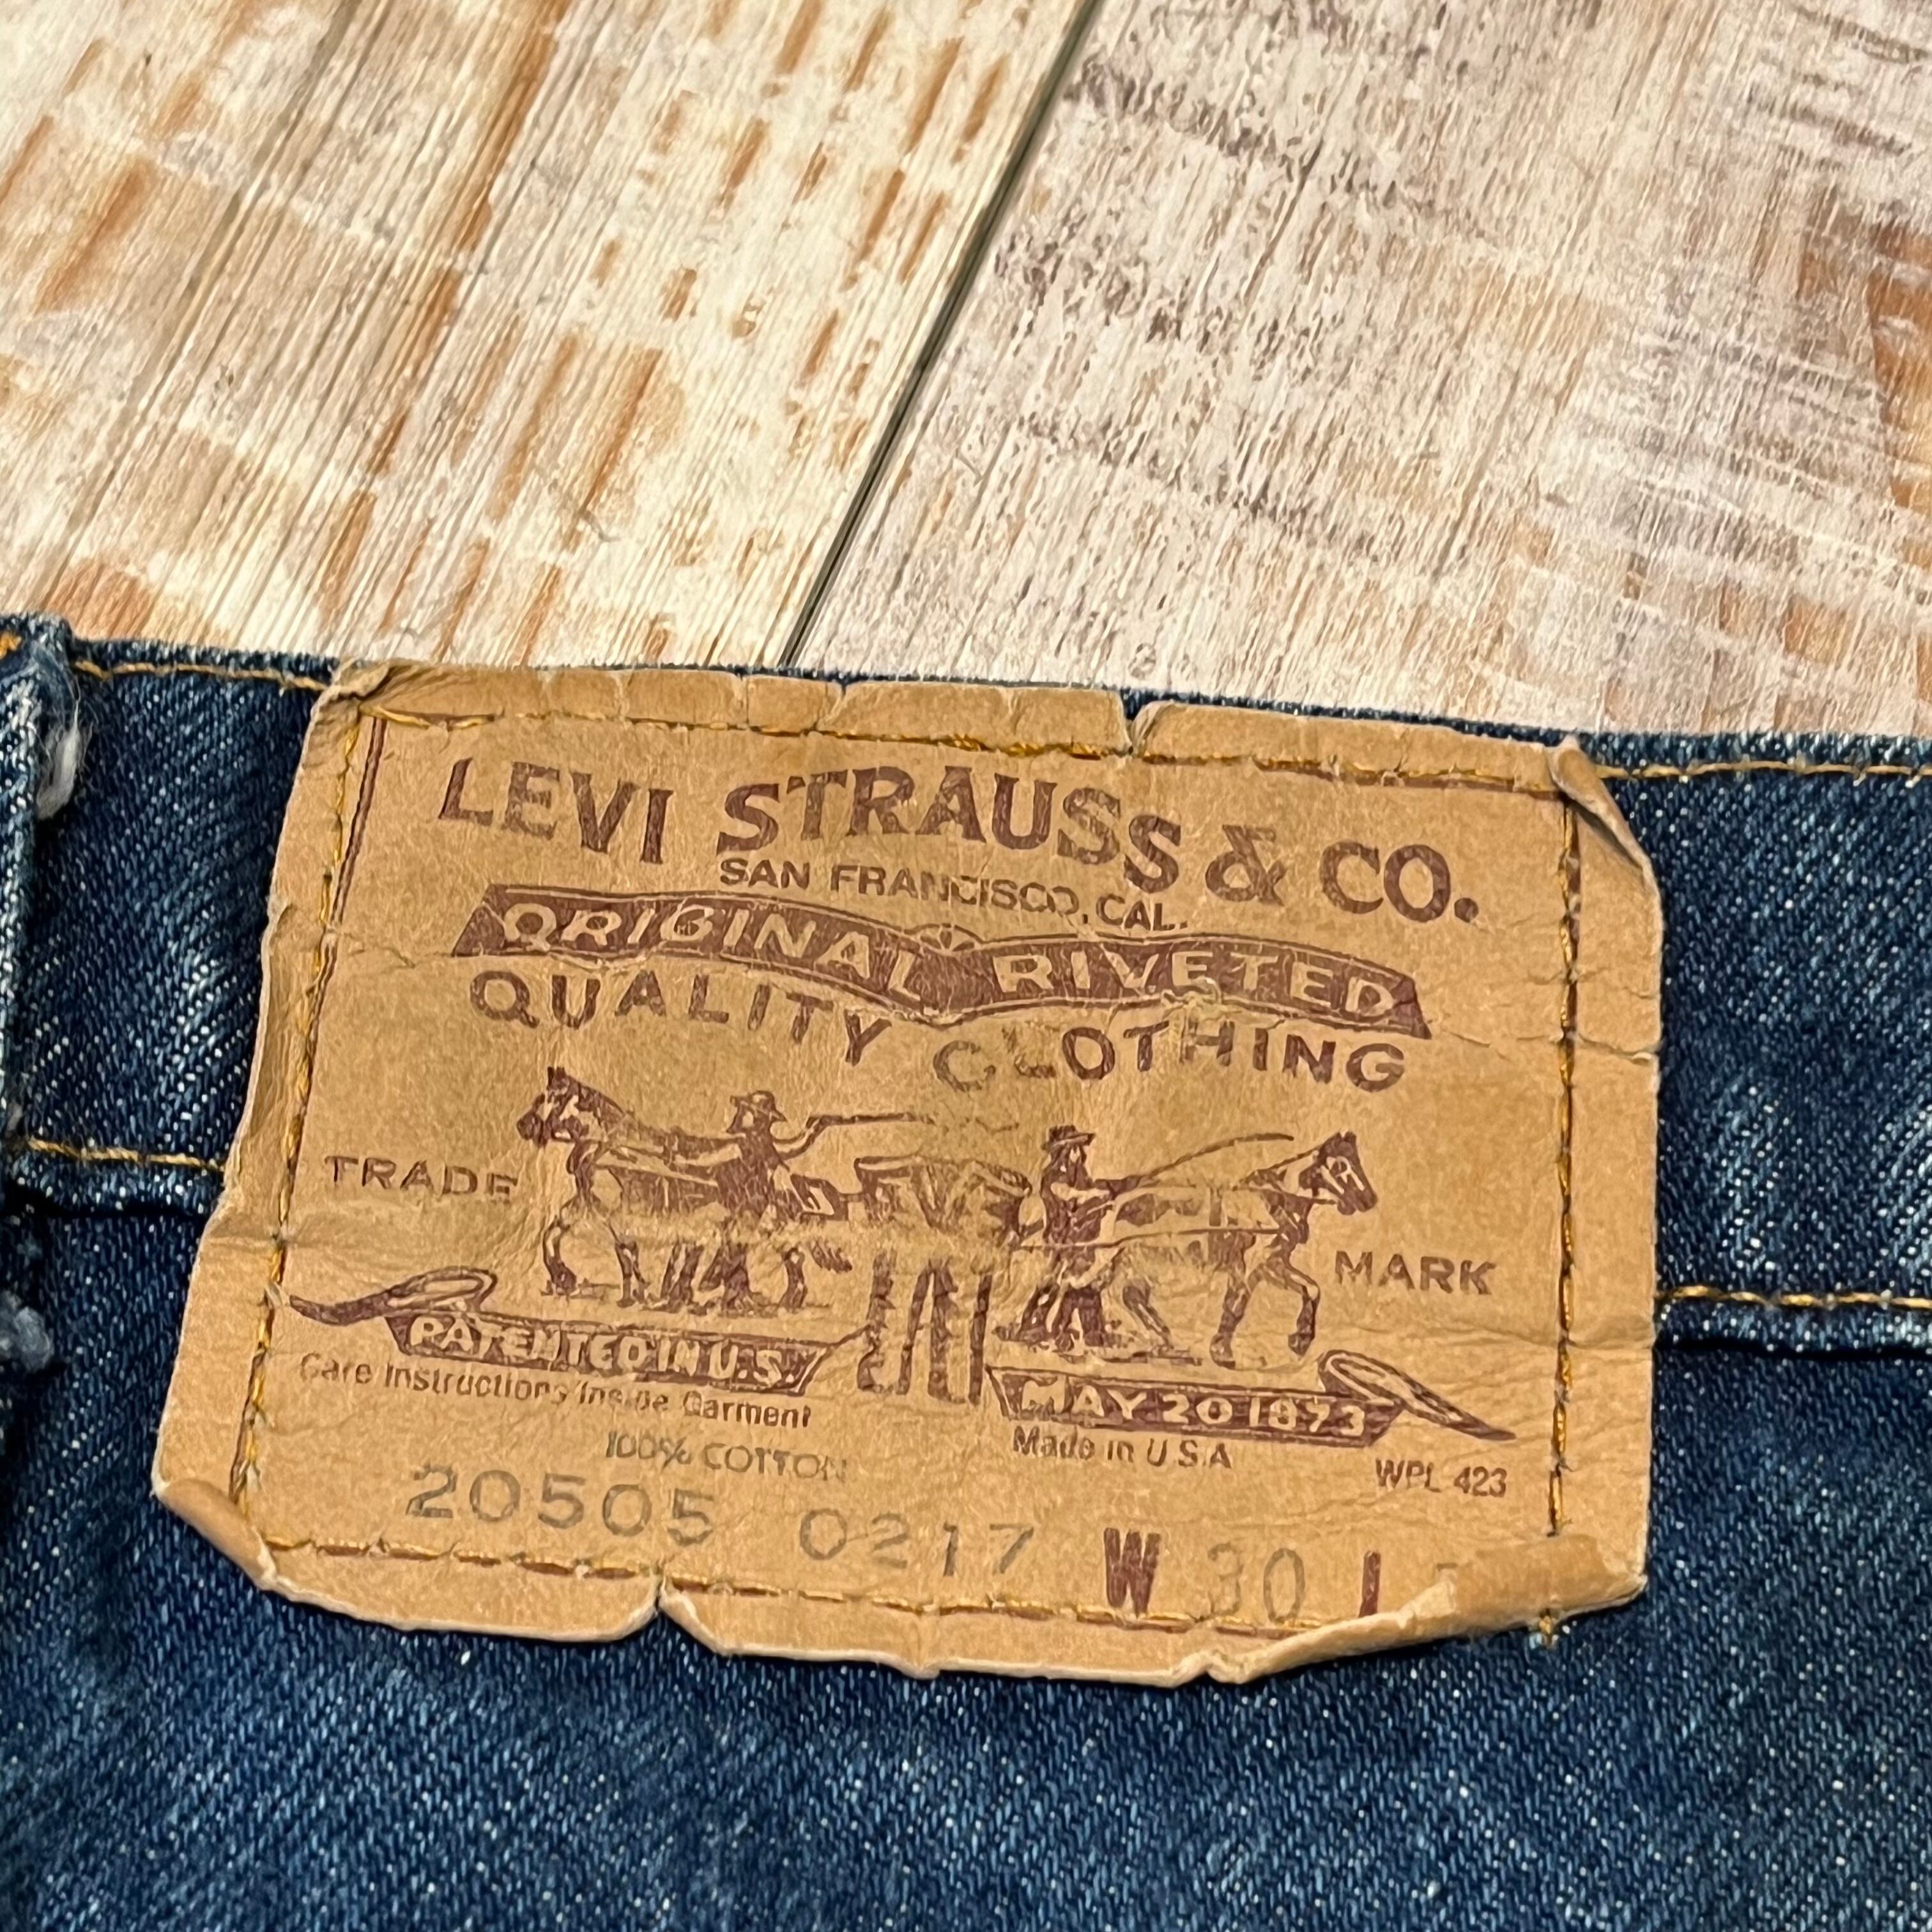 LEVI STRAUSS & CO.
SAN FRANCISCO, CAL.
ORIGINAL RIVETED
QUALITY CLOTHING
TRADE MARK
PATENTED IN U.S. MAY 20 1873
Care Instructions Inside Garment Made in U.S.A
100% COTTON WPL 423
20505 0217 W 30 L